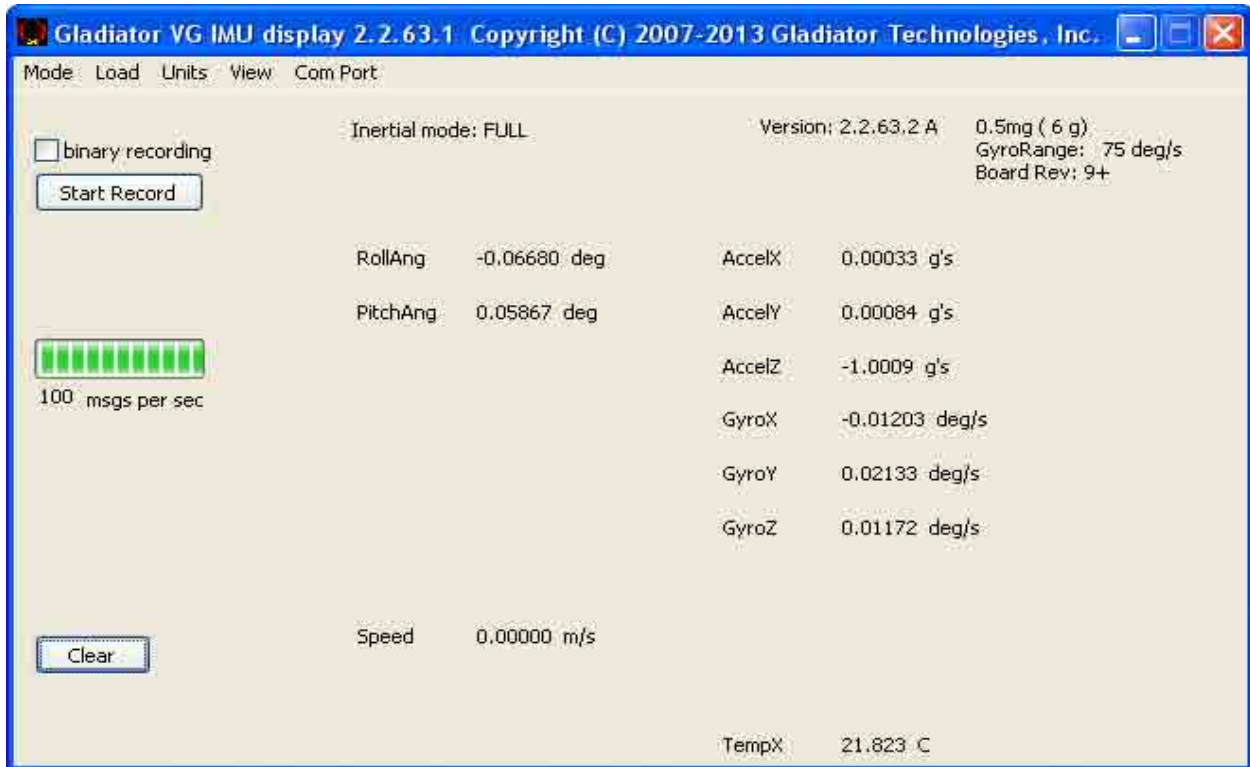 Gladiator VG IMU display 2.2.63.1 Copyright (C) 2007-2013 Gladiator Technologies, Inc.
Mode Load Units View Com Port
binary recording
Start Record
Inertial mode: FULL
Version: 2.2.63.2 A
0.5mg ( 6 g)
GyroRange: 75 deg/s
Board Rev: 9+
RollAng -0.06680 deg AccelX 0.00033 g's
PitchAng 0.05867 deg AccelY 0.00084 g's
AccelZ -1.0009 g's
100 msgs per sec
GyroX -0.01203 deg/s
GyroY 0.02133 deg/s
GyroZ 0.01172 deg/s
Speed 0.00000 m/s
Clear
TempX 21.823 C